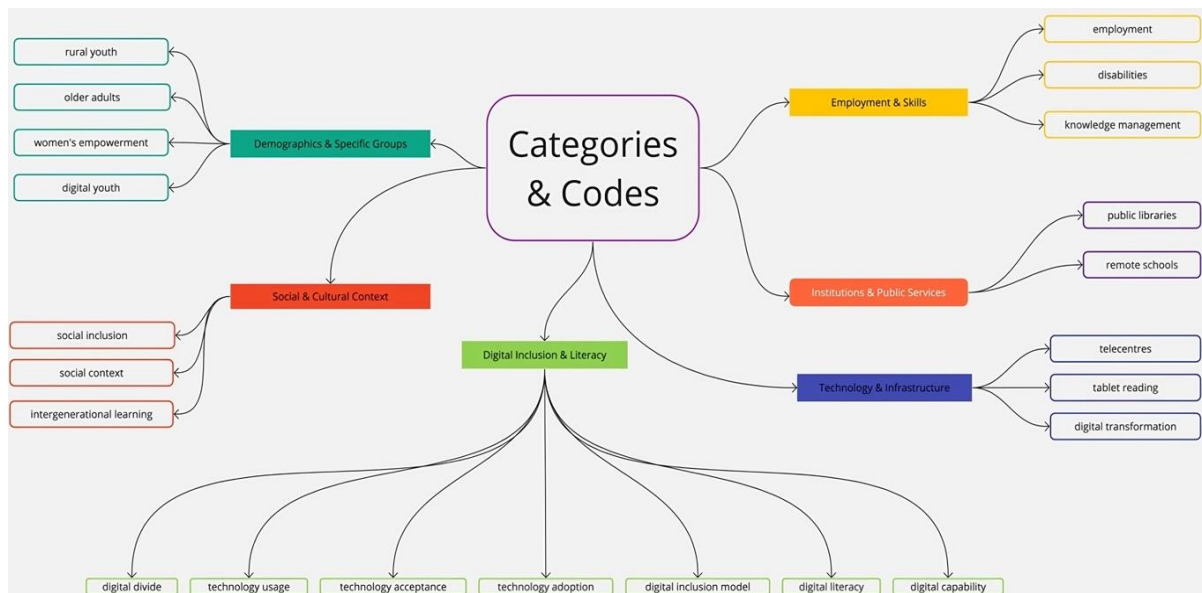 Categories
& Codes
Demographics & Specific Groups
rural youth
older adults
women's empowerment
digital youth
Social & Cultural Context
social inclusion
social context
intergenerational learning
Digital Inclusion & Literacy
digital divide
technology usage
technology acceptance
technology adoption
digital inclusion model
digital literacy
digital capability
Employment & Skills
employment
disabilities
knowledge management
Institutions & Public Services
public libraries
remote schools
Technology & Infrastructure
telecentres
tablet reading
digital transformation